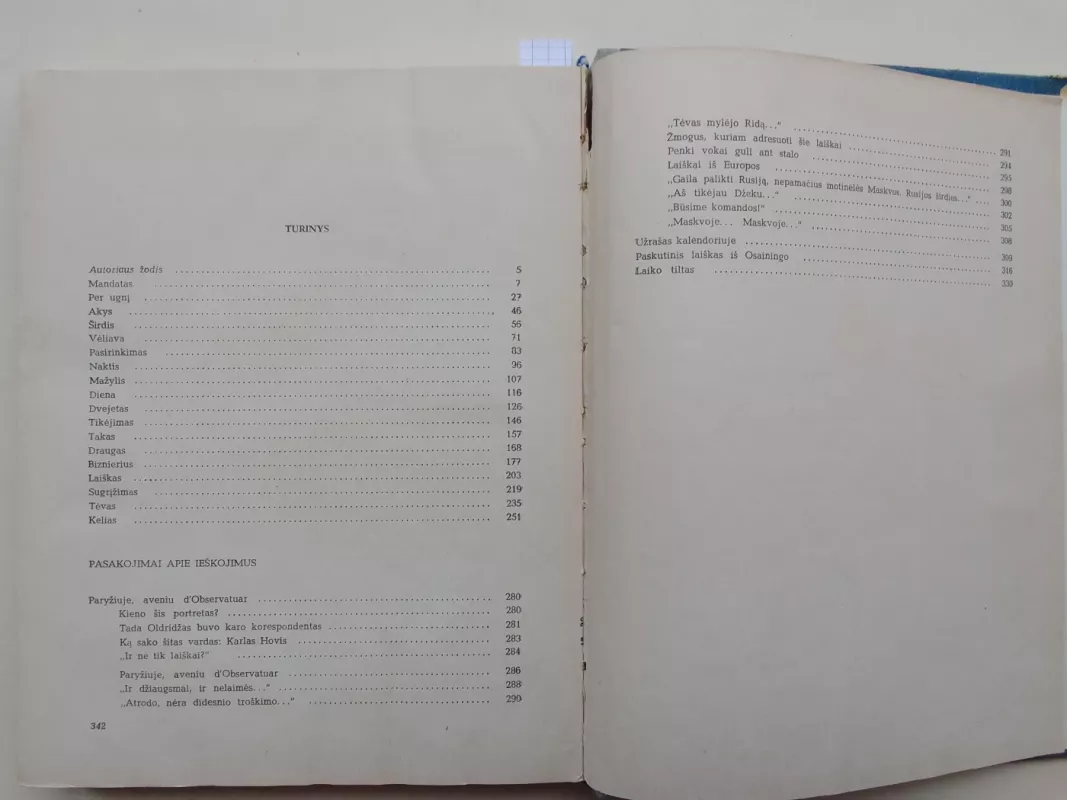 TURINYS
Autoriaus žodis 5
Mandatas 7
Per ugnį 27
Akys 46
Širdis 56
Vėliava 71
Pasirinkimas 83
Naktis 96
Mažylis 107
Diena 116
Dvejetas 126
Tikėjimas 146
Takas 157
Draugas 168
Biznierius 177
Laiškas 203
Sugrįžimas 219
Tėvas 235
Kelias 251
PASAKOJIMAI APIE IEŠKOJIMUS
Paryžiuje, aveniu d'Observatuar 280
Kieno šis portretas? 280
Tada Oldridžas buvo karo korespondentas 281
Ką sako šitas vardas: Karlas Hovis 283
„Ir ne tik laiškai?" 284
Paryžiuje, aveniu d'Observatuar 286
„Ir džiaugsmai, ir nelaimės..." 288
„Atrodo, nėra didesnio troškimo..." 290
342
„Tėvas mylėjo Ridą..." 291
Žmogus, kuriam adresuoti šie laiškai 294
Penki vokai guli ant stalo 295
Laiškai iš Europos 298
„Gaila palikti Rusiją, nepamačius motinėlės Maskvos, Rusijos širdies..." 300
„Aš tikėjau Džeku..." 302
„Būsime komandos!" 305
„Maskvoje... Maskvoje..." 308
Užrašas kalendoriuje 309
Paskutinis laiškas iš Osainingo 316
Laiko tiltas 330